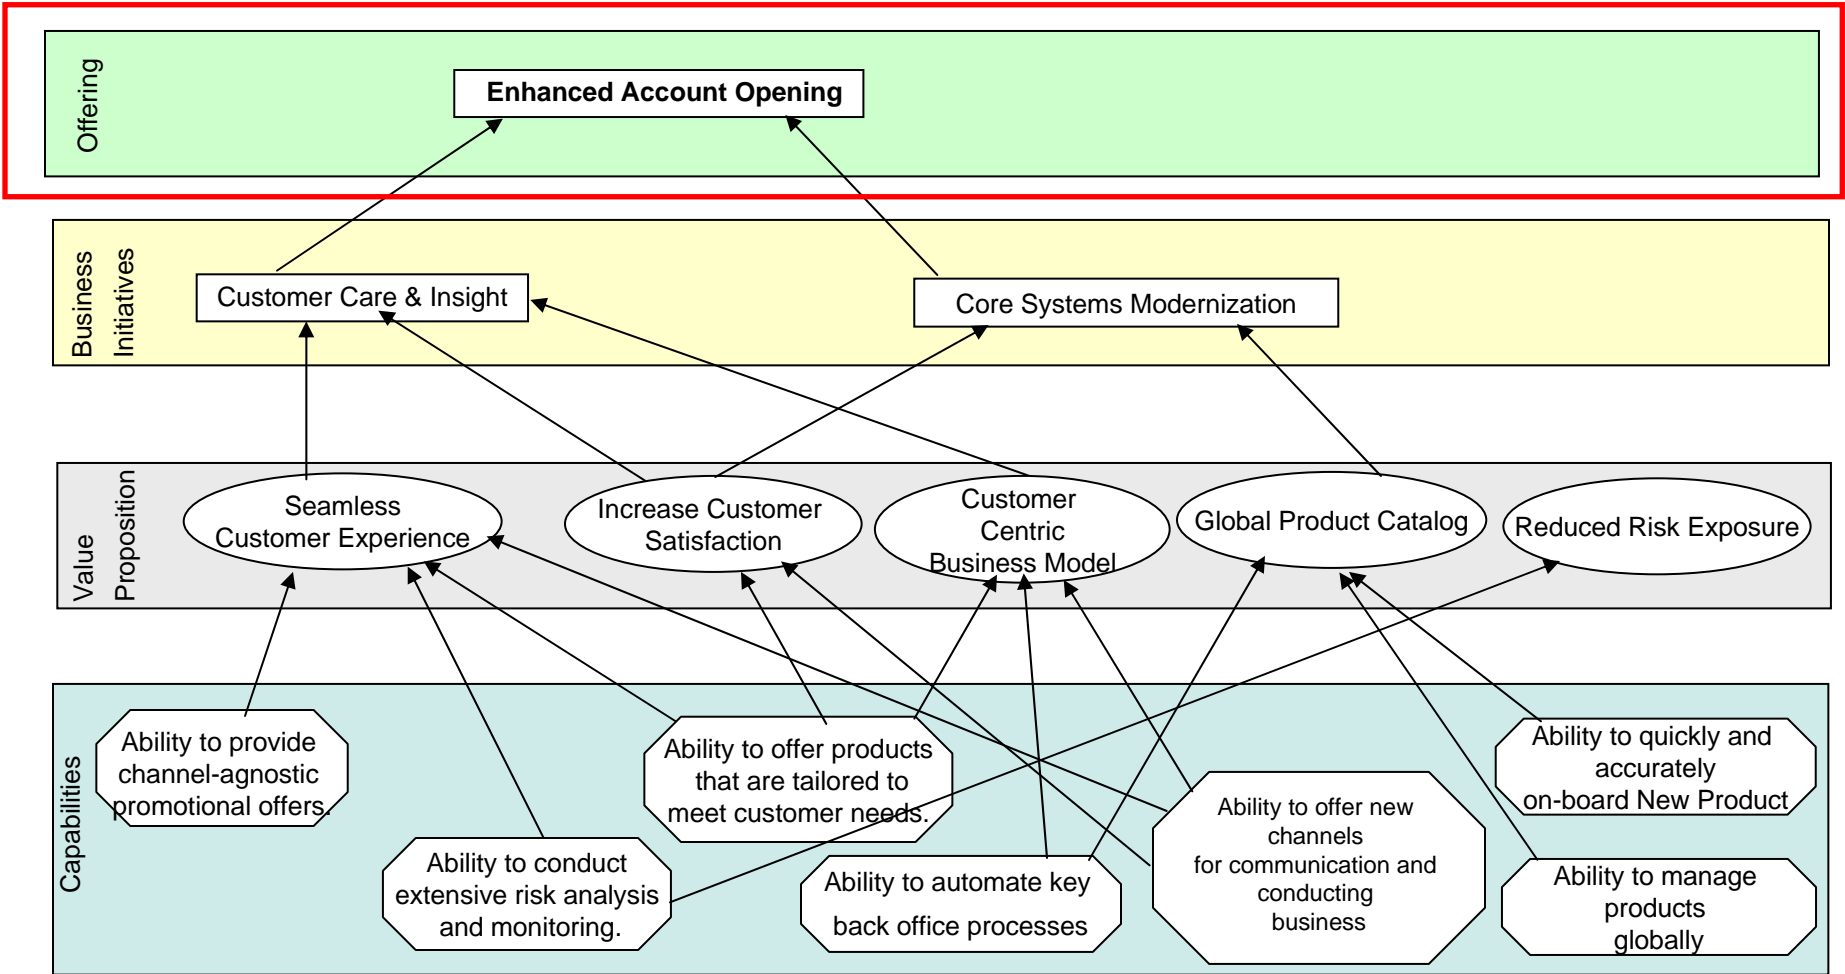 Offering
Enhanced Account Opening
Business
Initiatives
Customer Care & Insight
Core Systems Modernization
Value
Proposition
Seamless
Customer Experience
Increase Customer
Satisfaction
Customer
Centric
Business Model
Global Product Catalog
Reduced Risk Exposure
Capabilities
Ability to provide
channel-agnostic
promotional offers.
Ability to conduct
extensive risk analysis
and monitoring.
Ability to offer products
that are tailored to
meet customer needs.
Ability to automate key
back office processes
Ability to offer new
channels
for communication and
conducting
business
Ability to quickly and
accurately
on-board New Product
Ability to manage
products
globally